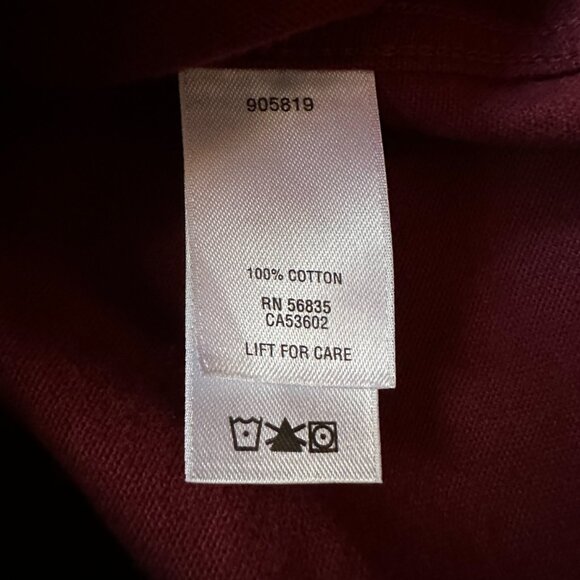 905819
100% COTTON
RN 56835
CA53602
LIFT FOR CARE